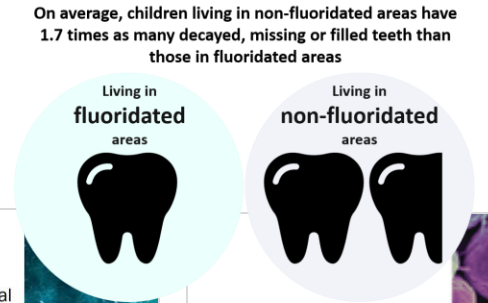 On average, children living in non-fluoridated areas have
1.7 times as many decayed, missing or filled teeth than
those in fluoridated areas
Living in
fluoridated
areas
Living in
non-fluoridated
areas
al